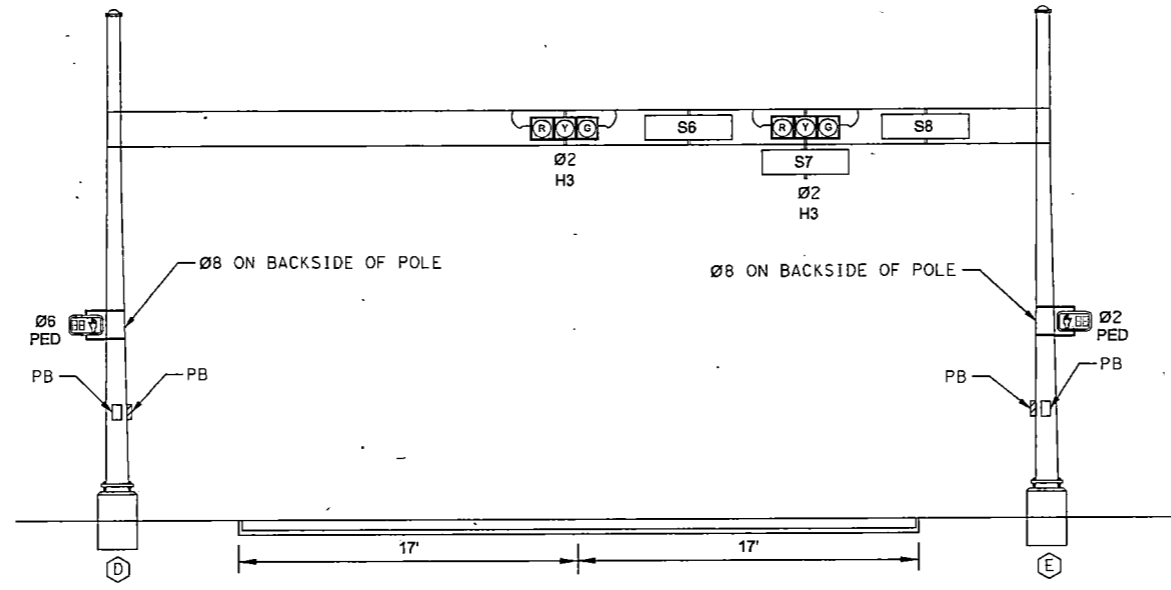 R Y G
S6
R Y G
S8
Ø2
H3
S7
Ø2
H3
Ø8 ON BACKSIDE OF POLE
Ø8 ON BACKSIDE OF POLE
Ø6
PED
Ø2
PED
PB
PB
PB
PB
17'
17'
D
E